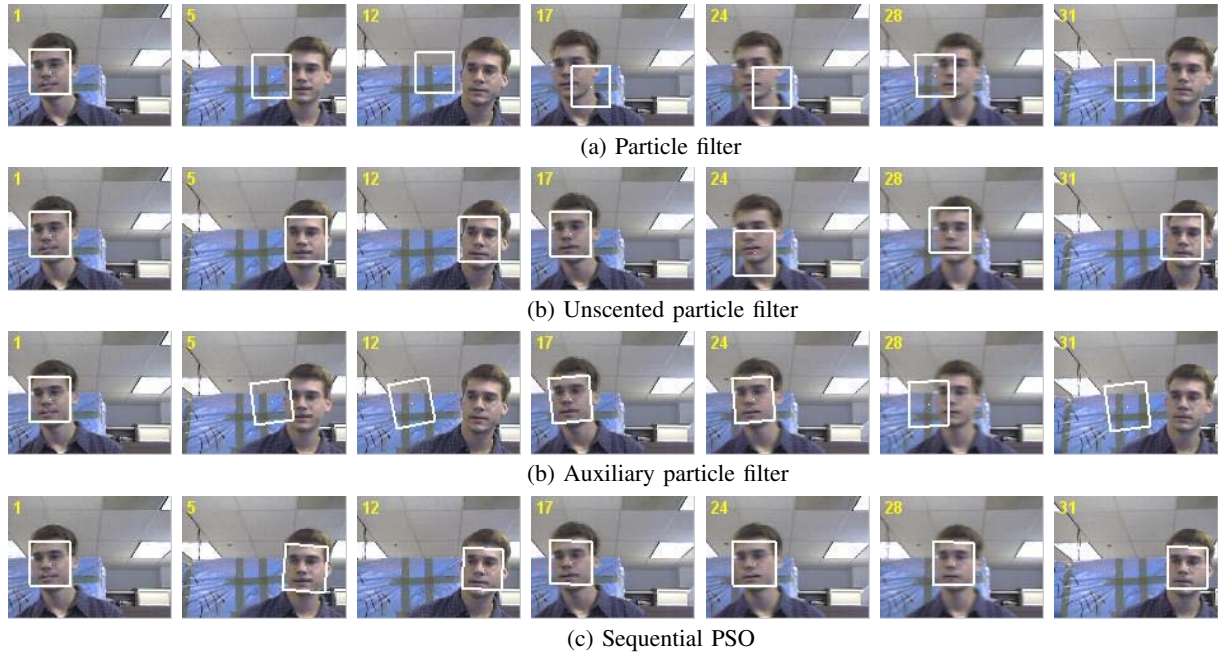 1 5 12 17 24 28 31
(a) Particle filter
1 5 12 17 24 28 31
(b) Unscented particle filter
1 5 12 17 24 28 31
(b) Auxiliary particle filter
1 5 12 17 24 28 31
(c) Sequential PSO